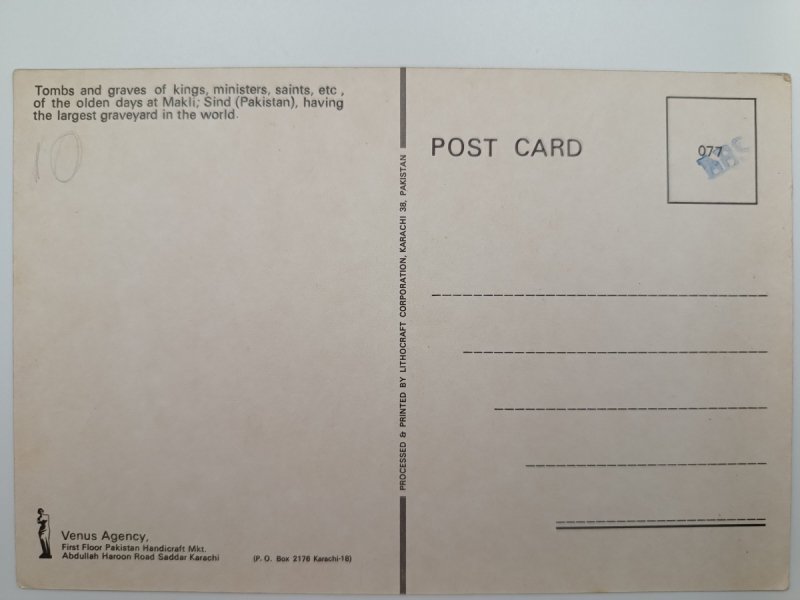 Tombs and graves of kings, ministers, saints, etc ,
of the olden days at Makli; Sind (Pakistan), having
the largest graveyard in the world.
10
PROCESSED & PRINTED BY LITHOCRAFT CORPORATION, KARACHI 38, PAKISTAN
POST CARD
077
ABC
Venus Agency,
First Floor Pakistan Handicraft Mkt.
Abdullah Haroon Road Saddar Karachi
(P. O. Box 2176 Karachi-18)